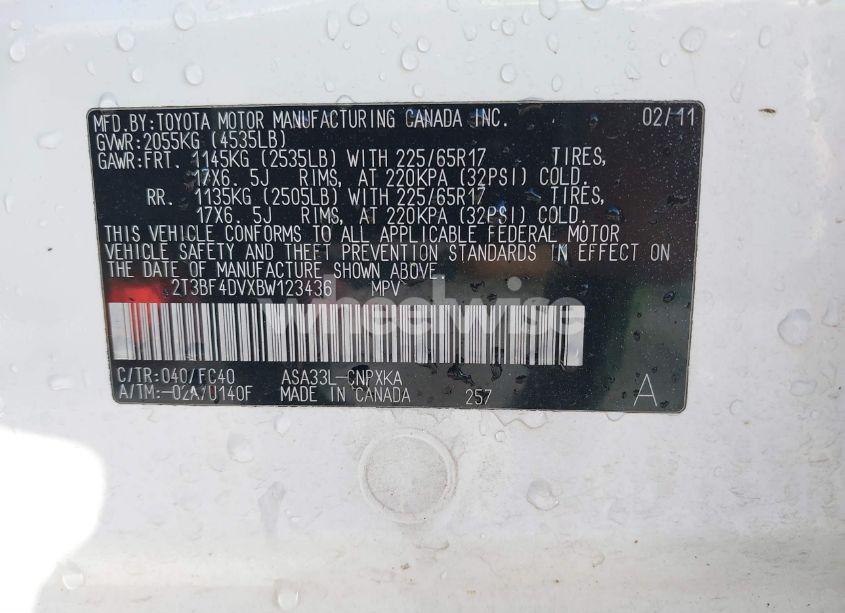 MFD.BY:TOYOTA MOTOR MANUFACTURING CANADA INC. 02/11
GVWR:2055KG (4535LB)
GAWR:FRT. 1145KG (2535LB) WITH 225/65R17 TIRES,
17X6.5J RIMS, AT 220KPA (32PSI) COLD.
RR. 1135KG (2505LB) WITH 225/65R17 TIRES,
17X6.5J RIMS, AT 220KPA (32PSI) COLD.
THIS VEHICLE CONFORMS TO ALL APPLICABLE FEDERAL MOTOR
VEHICLE SAFETY AND THEFT PREVENTION STANDARDS IN EFFECT ON
THE DATE OF MANUFACTURE SHOWN ABOVE.
2T3BF4DVXBW123436 MPV
wheelwise
C/TR:040/FC40 ASA33L-CNPXKA
A/TM:-02A/U140F MADE IN CANADA 257 A